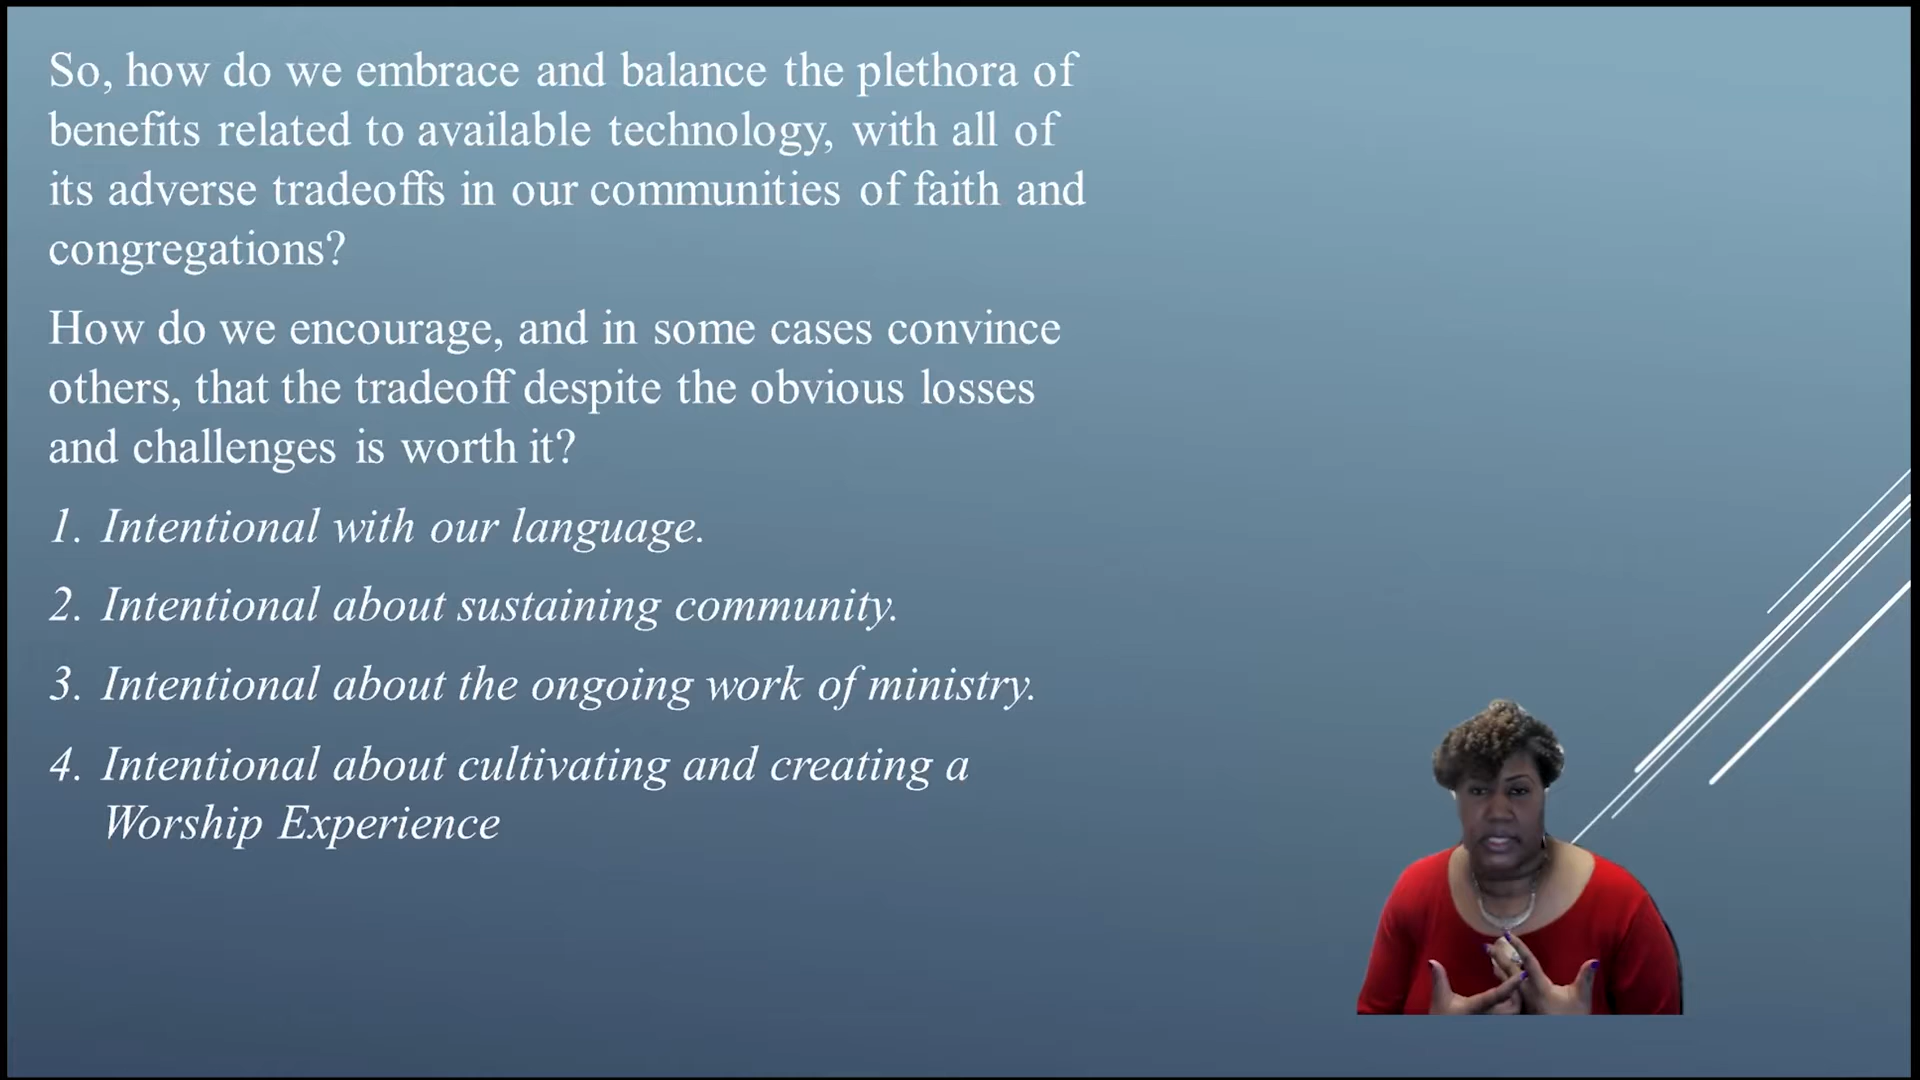 So, how do we embrace and balance the plethora of
benefits related to available technology, with all of
its adverse tradeoffs in our communities of faith and
congregations?
How do we encourage, and in some cases convince
others, that the tradeoff despite the obvious losses
and challenges is worth it?
1. Intentional with our language.
2. Intentional about sustaining community.
3. Intentional about the ongoing work of ministry.
4. Intentional about cultivating and creating a
Worship Experience